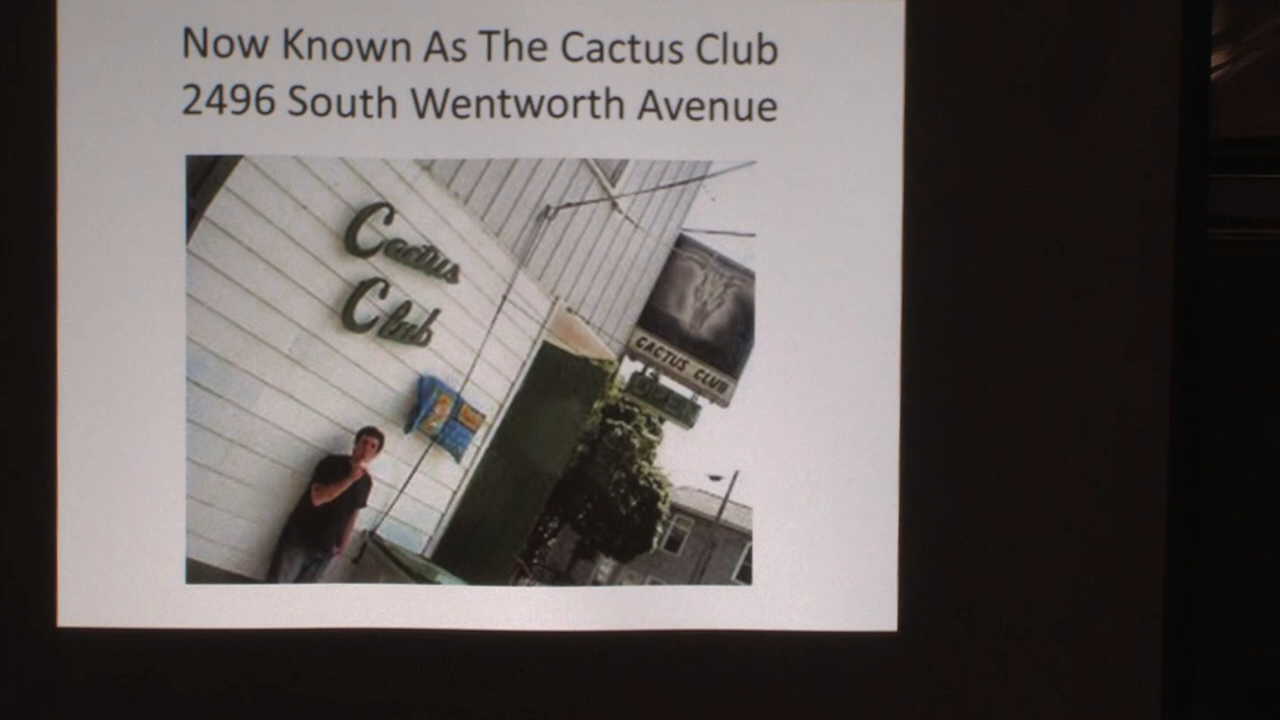 Now Known As The Cactus Club
2496 South Wentworth Avenue
Cactus
Club
CACTUS CLUB